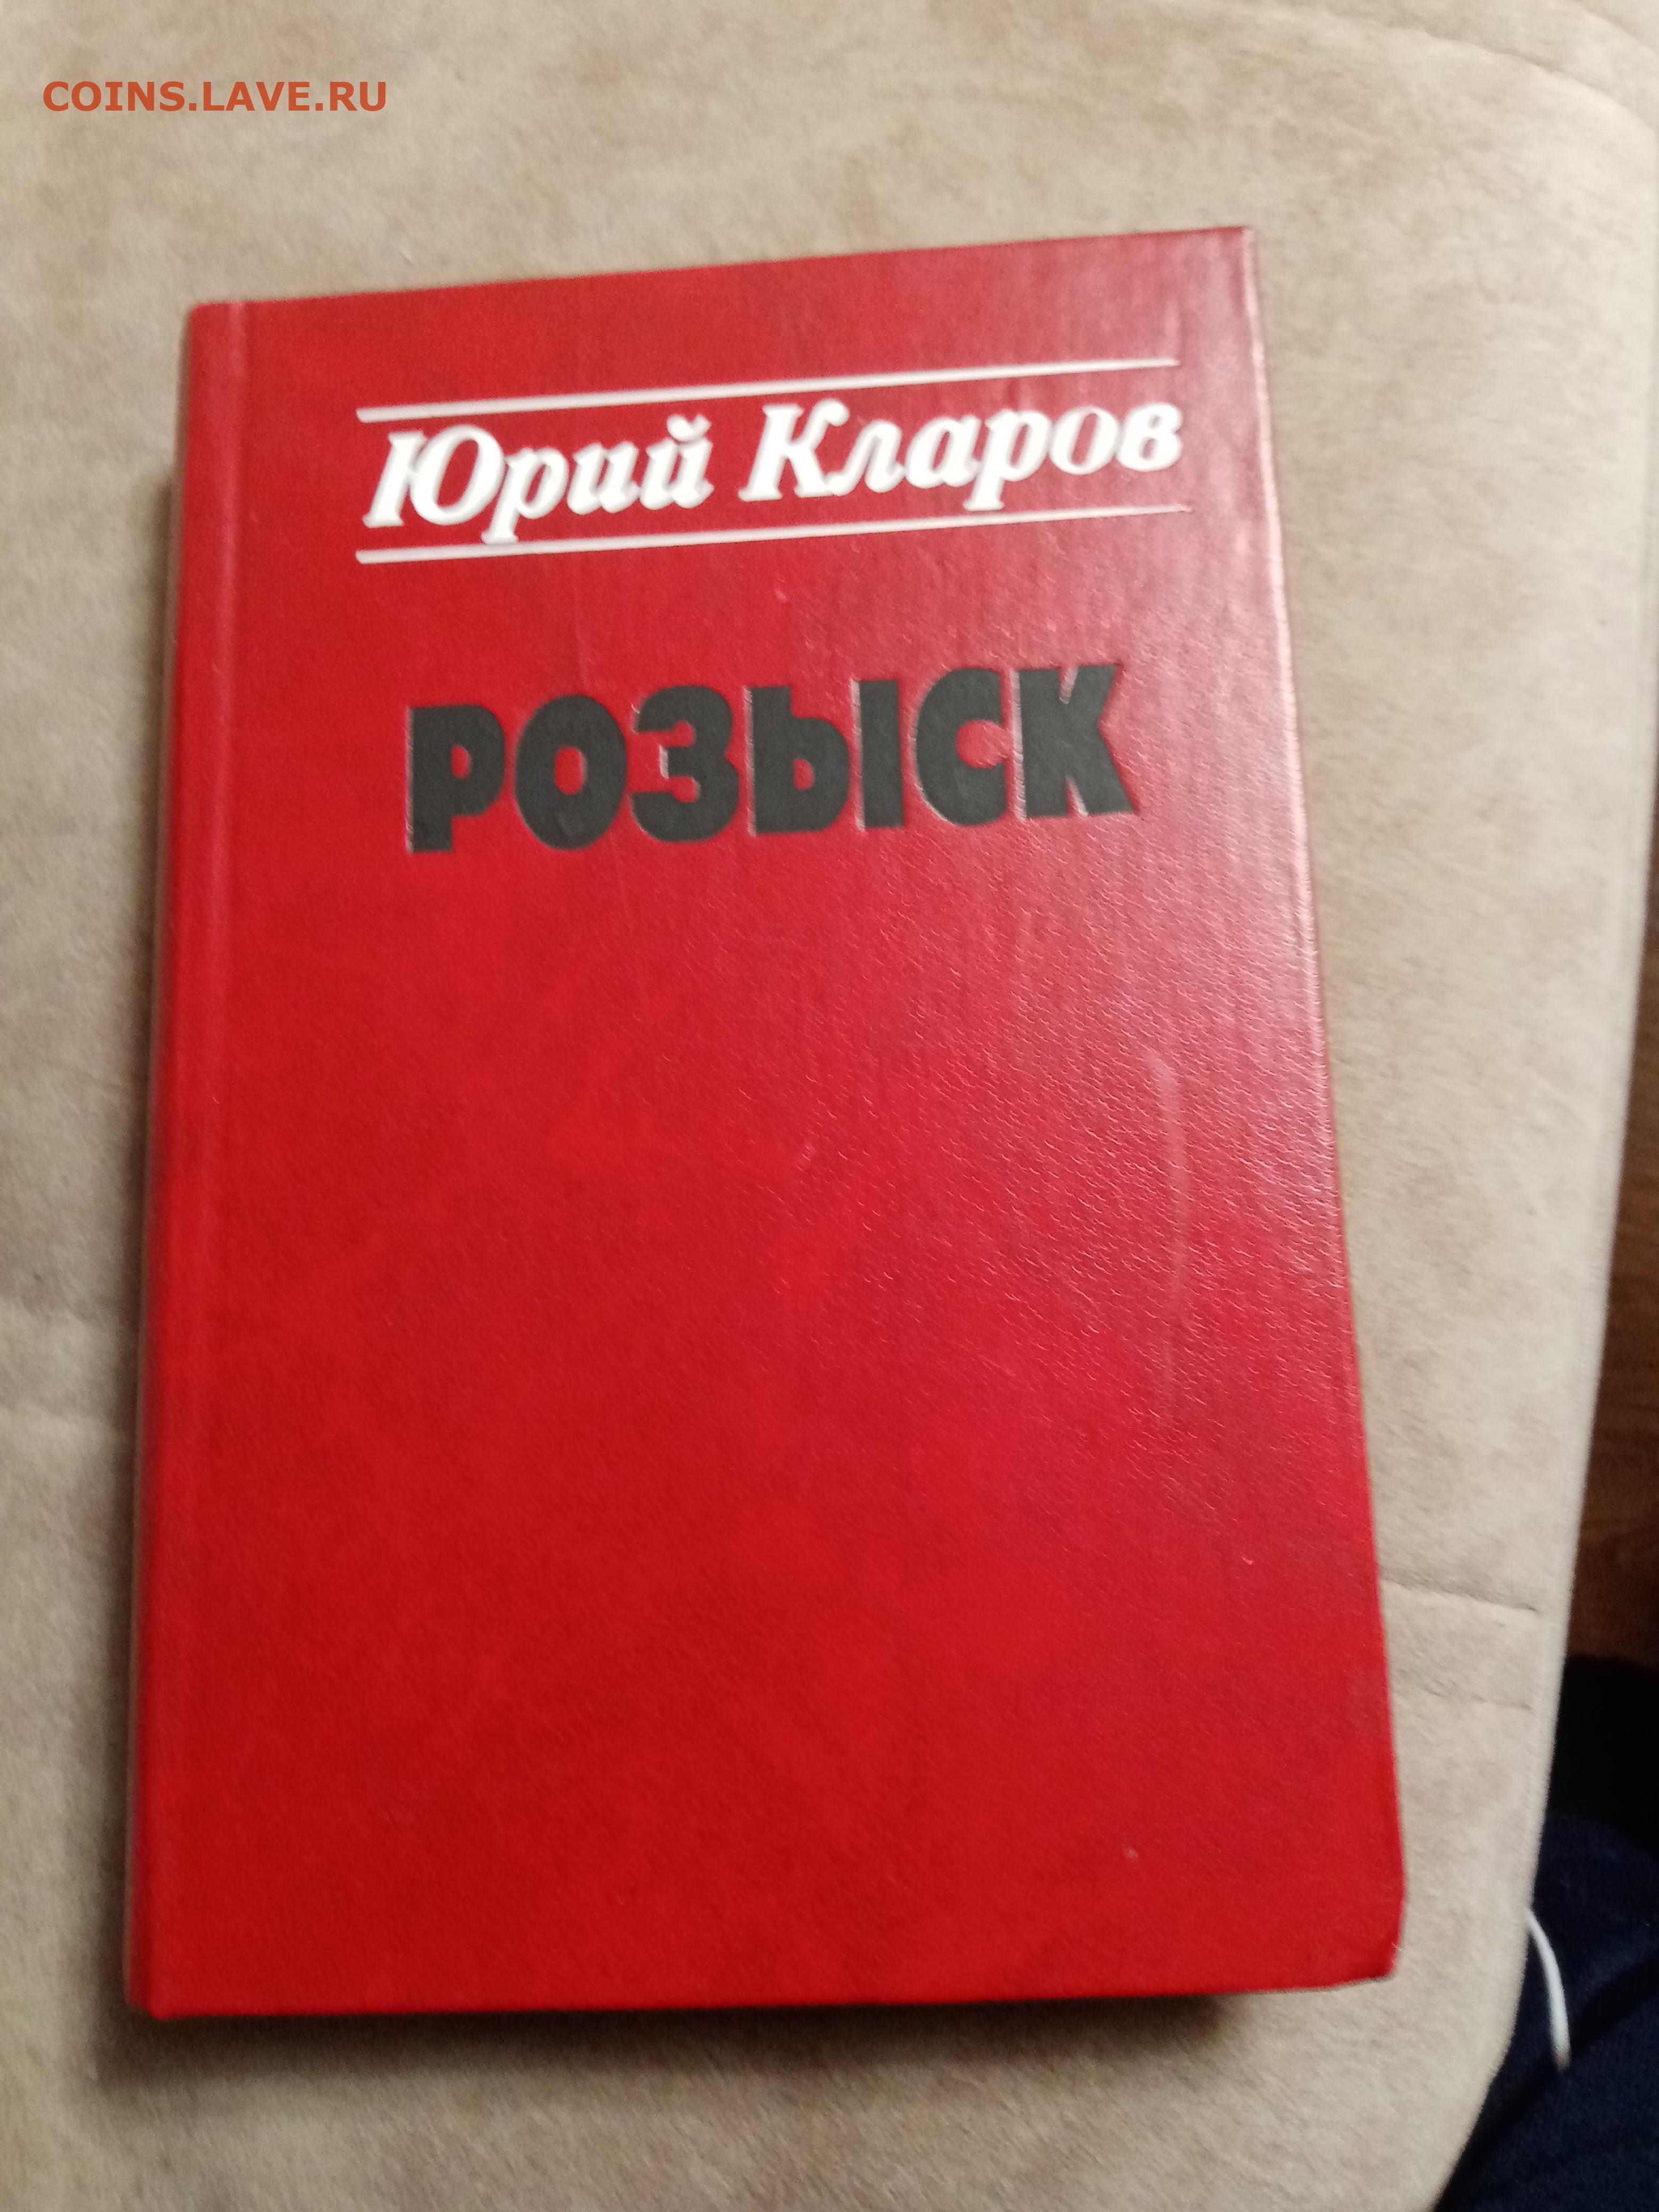 COINS.LAVE.RU
Юрий Кларов
РОЗЫСК